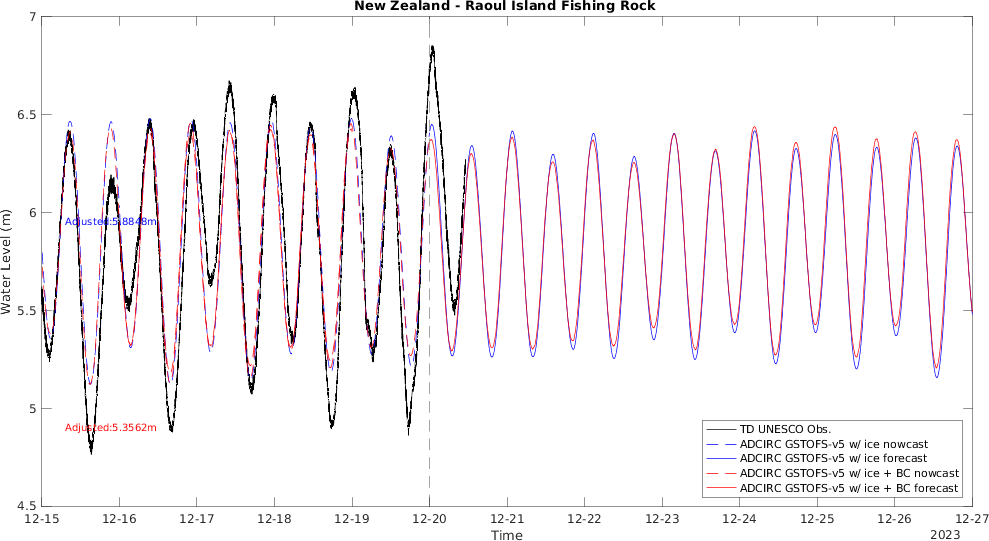 New Zealand - Raoul Island Fishing Rock
Water Level (m)
7
6.5
6
5.5
5
4.5
Adjusted:5.8848m
Adjusted:5.3562m
TD UNESCO Obs.
ADCIRC GSTOFS-v5 w/ ice nowcast
ADCIRC GSTOFS-v5 w/ ice forecast
ADCIRC GSTOFS-v5 w/ ice + BC nowcast
ADCIRC GSTOFS-v5 w/ ice + BC forecast
12-15 12-16 12-17 12-18 12-19 12-20 12-21 12-22 12-23 12-24 12-25 12-26 12-27
Time
2023